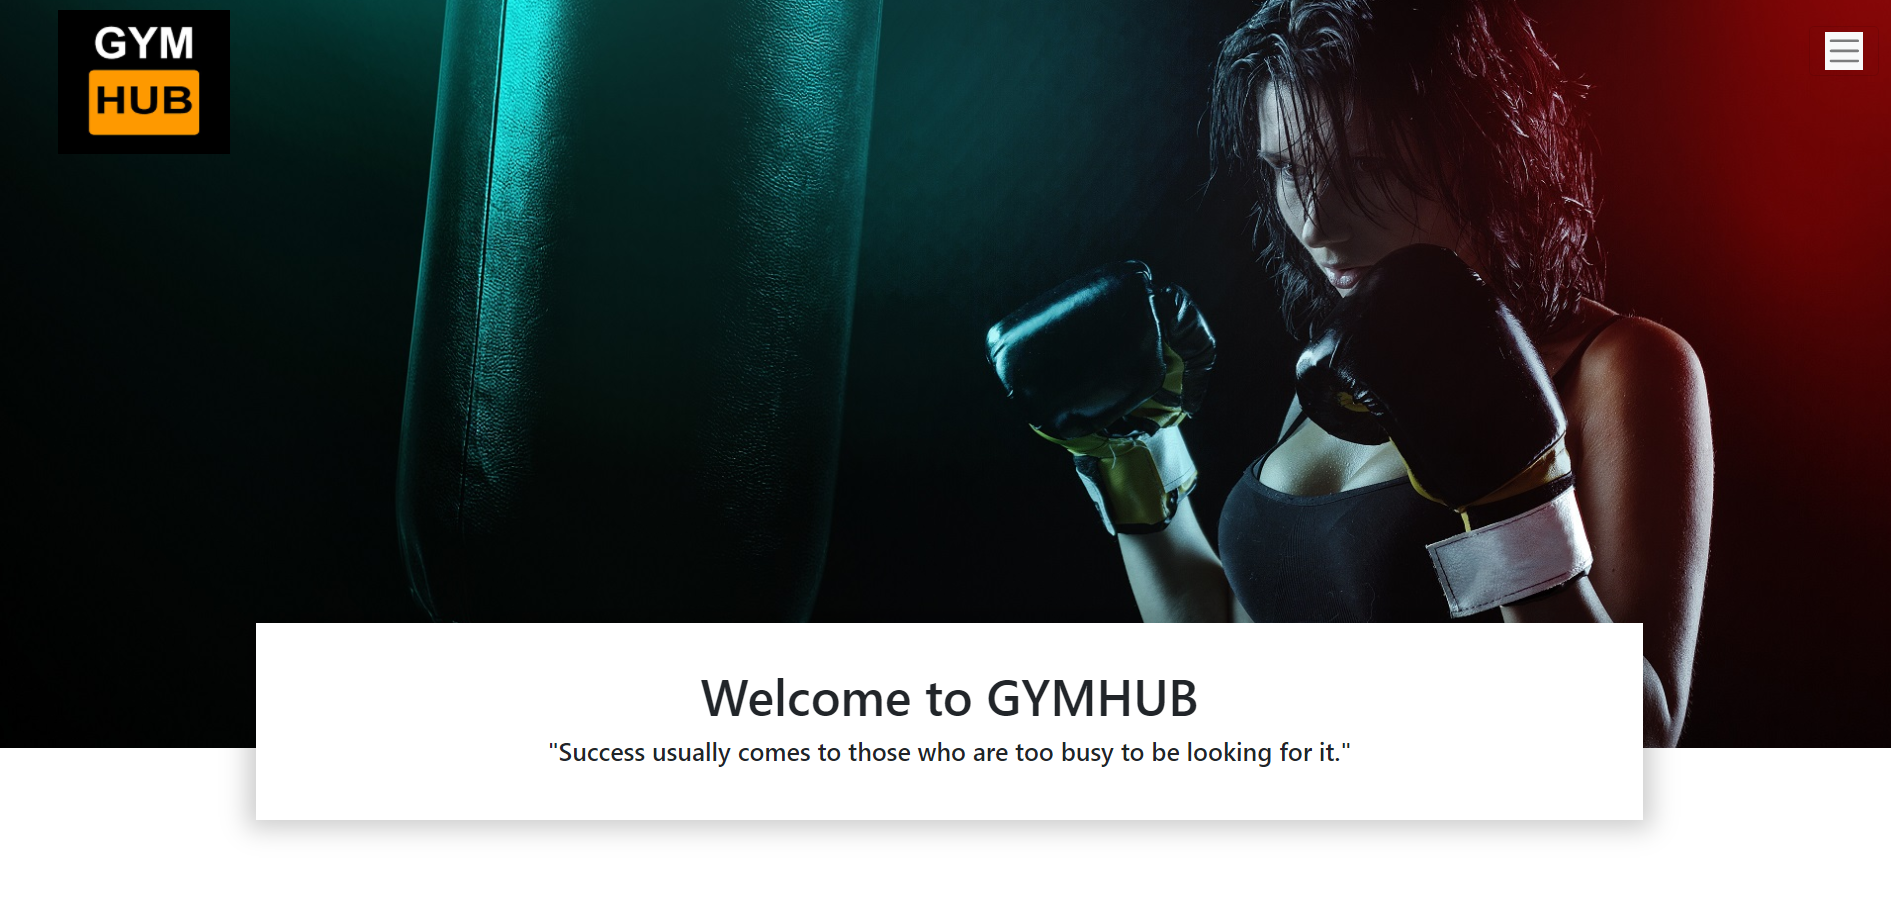 GYM
HUB
Welcome to GYMHUB
"Success usually comes to those who are too busy to be looking for it."